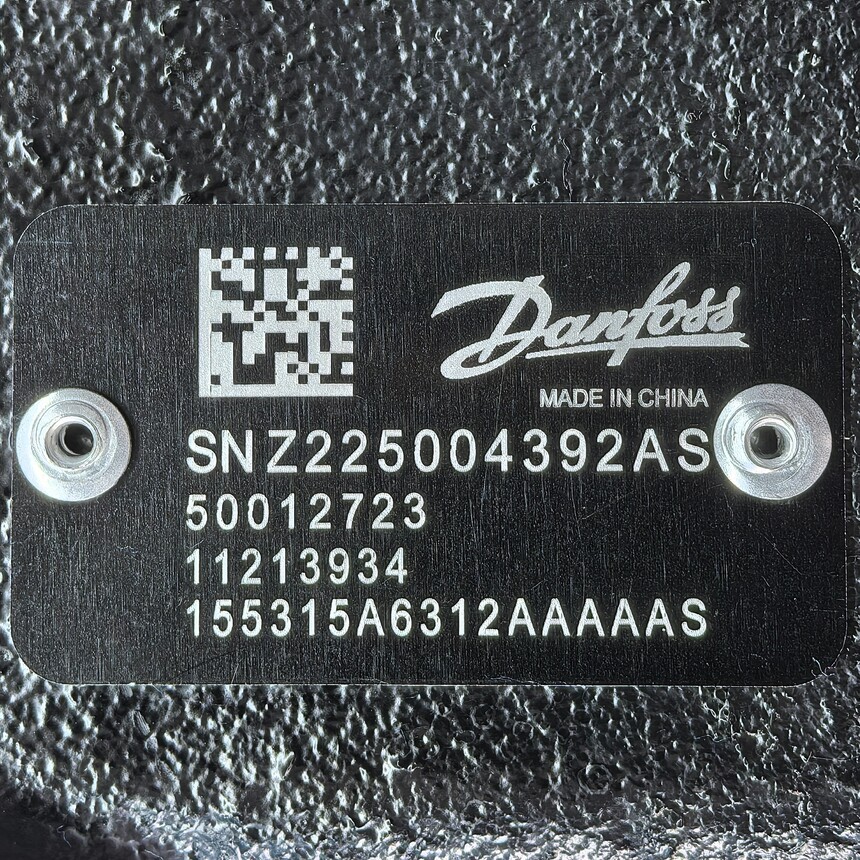 Danfoss
MADE IN CHINA
SNZ225004392AS
50012723
11213934
155315A6312AAAAAS